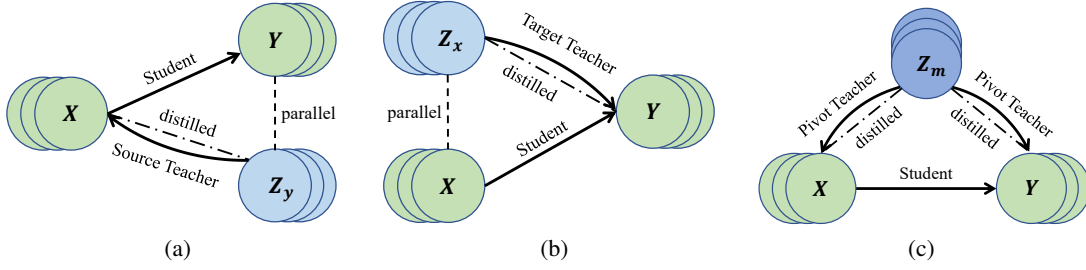 Y
Student
X
distilled
parallel
Source Teacher
Z_y
(a)
Z_x
Target Teacher
distilled
parallel
Y
Student
X
(b)
Z_m
Pivot Teacher
distilled
Pivot Teacher
distilled
X
Student
Y
(c)